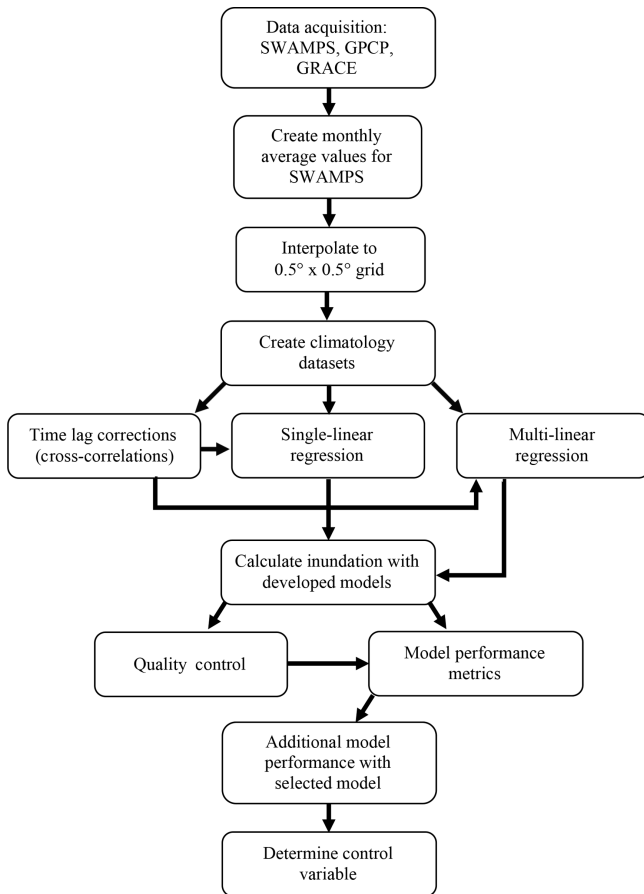 Data acquisition:
SWAMPS, GPCP,
GRACE
Create monthly
average values for
SWAMPS
Interpolate to
0.5° x 0.5° grid
Create climatology
datasets
Time lag corrections
(cross-correlations)
Single-linear
regression
Multi-linear
regression
Calculate inundation with
developed models
Quality control
Model performance
metrics
Additional model
performance with
selected model
Determine control
variable